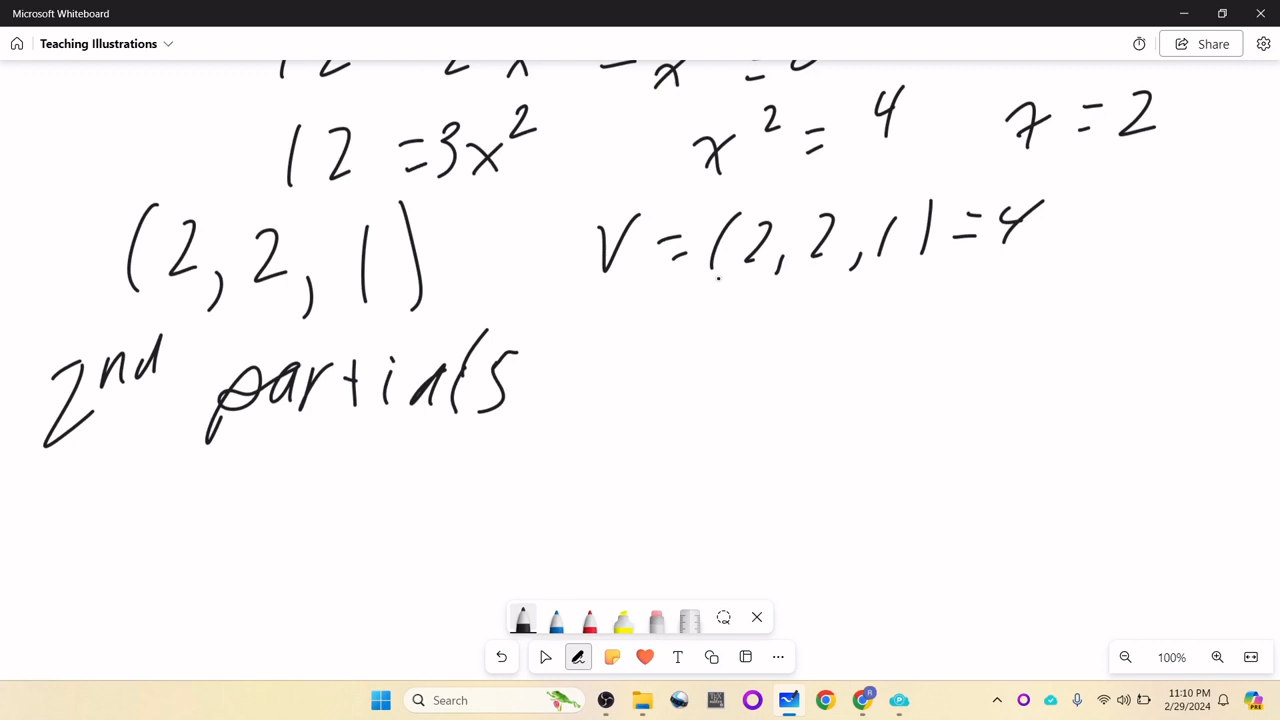 Microsoft Whiteboard
Teaching Illustrations
Share
12 = 3x² x² = 4 x = 2
(2, 2, 1) V = (2, 2, 1) = 4
2nd partials
100%
Search
11:10 PM
2/29/2024
PRE